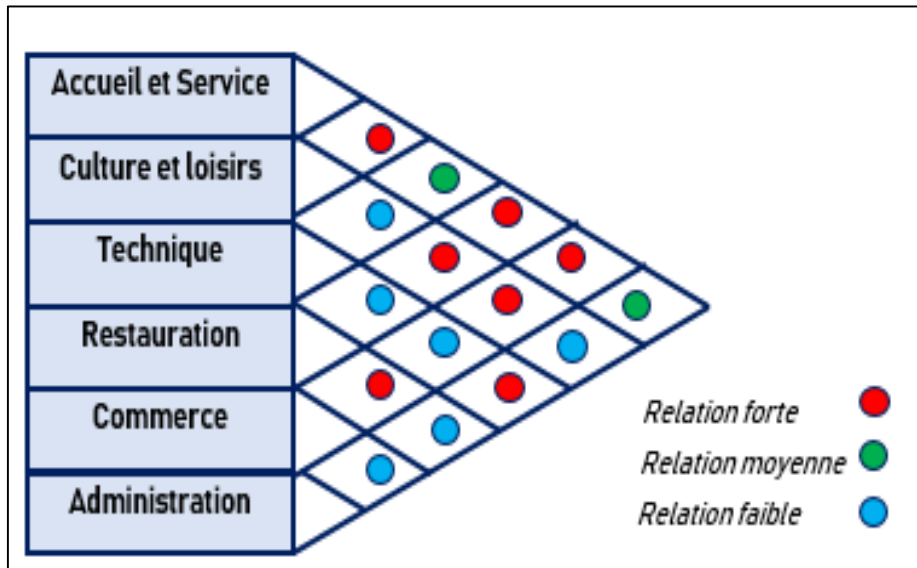 Accueil et Service
Culture et loisirs
Technique
Restauration
Commerce
Administration
Relation forte
Relation moyenne
Relation faible